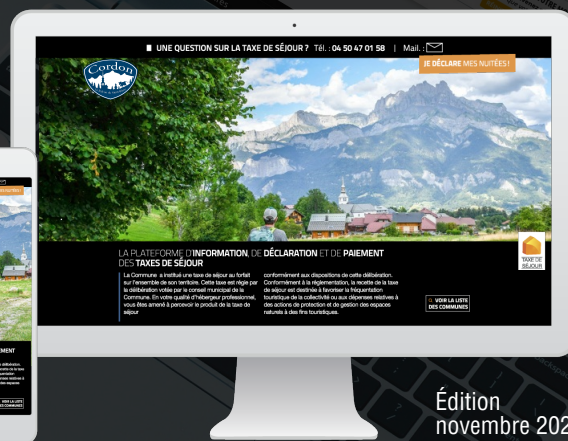 UNE QUESTION SUR LA TAXE DE SÉJOUR ? Tél. : 04 50 47 01 58 | Mail. :
JE DÉCLARE MES NUITÉES !
Cordon
LA PLATEFORME D'INFORMATION, DE DÉCLARATION ET DE PAIEMENT
DES TAXES DE SÉJOUR
La Commune a institué une taxe de séjour au forfait
sur l'ensemble de son territoire. Cette taxe est régie par
la délibération votée par le conseil municipal de la
Commune. En votre qualité d'hébergeur professionnel,
vous êtes amené à percevoir le produit de la taxe de
séjour
conformément aux dispositions de cette délibération.
Conformément à la réglementation, la recette de la taxe
de séjour est destinée à favoriser la fréquentation
touristique de la collectivité ou aux dépenses relatives à
des actions de protection et de gestion des espaces
naturels à des fins touristiques.
VOIR LA LISTE
DES COMMUNES
TAXE DE
SÉJOUR
VOIR LA LISTE
DES COMMUNES
Édition
novembre 202